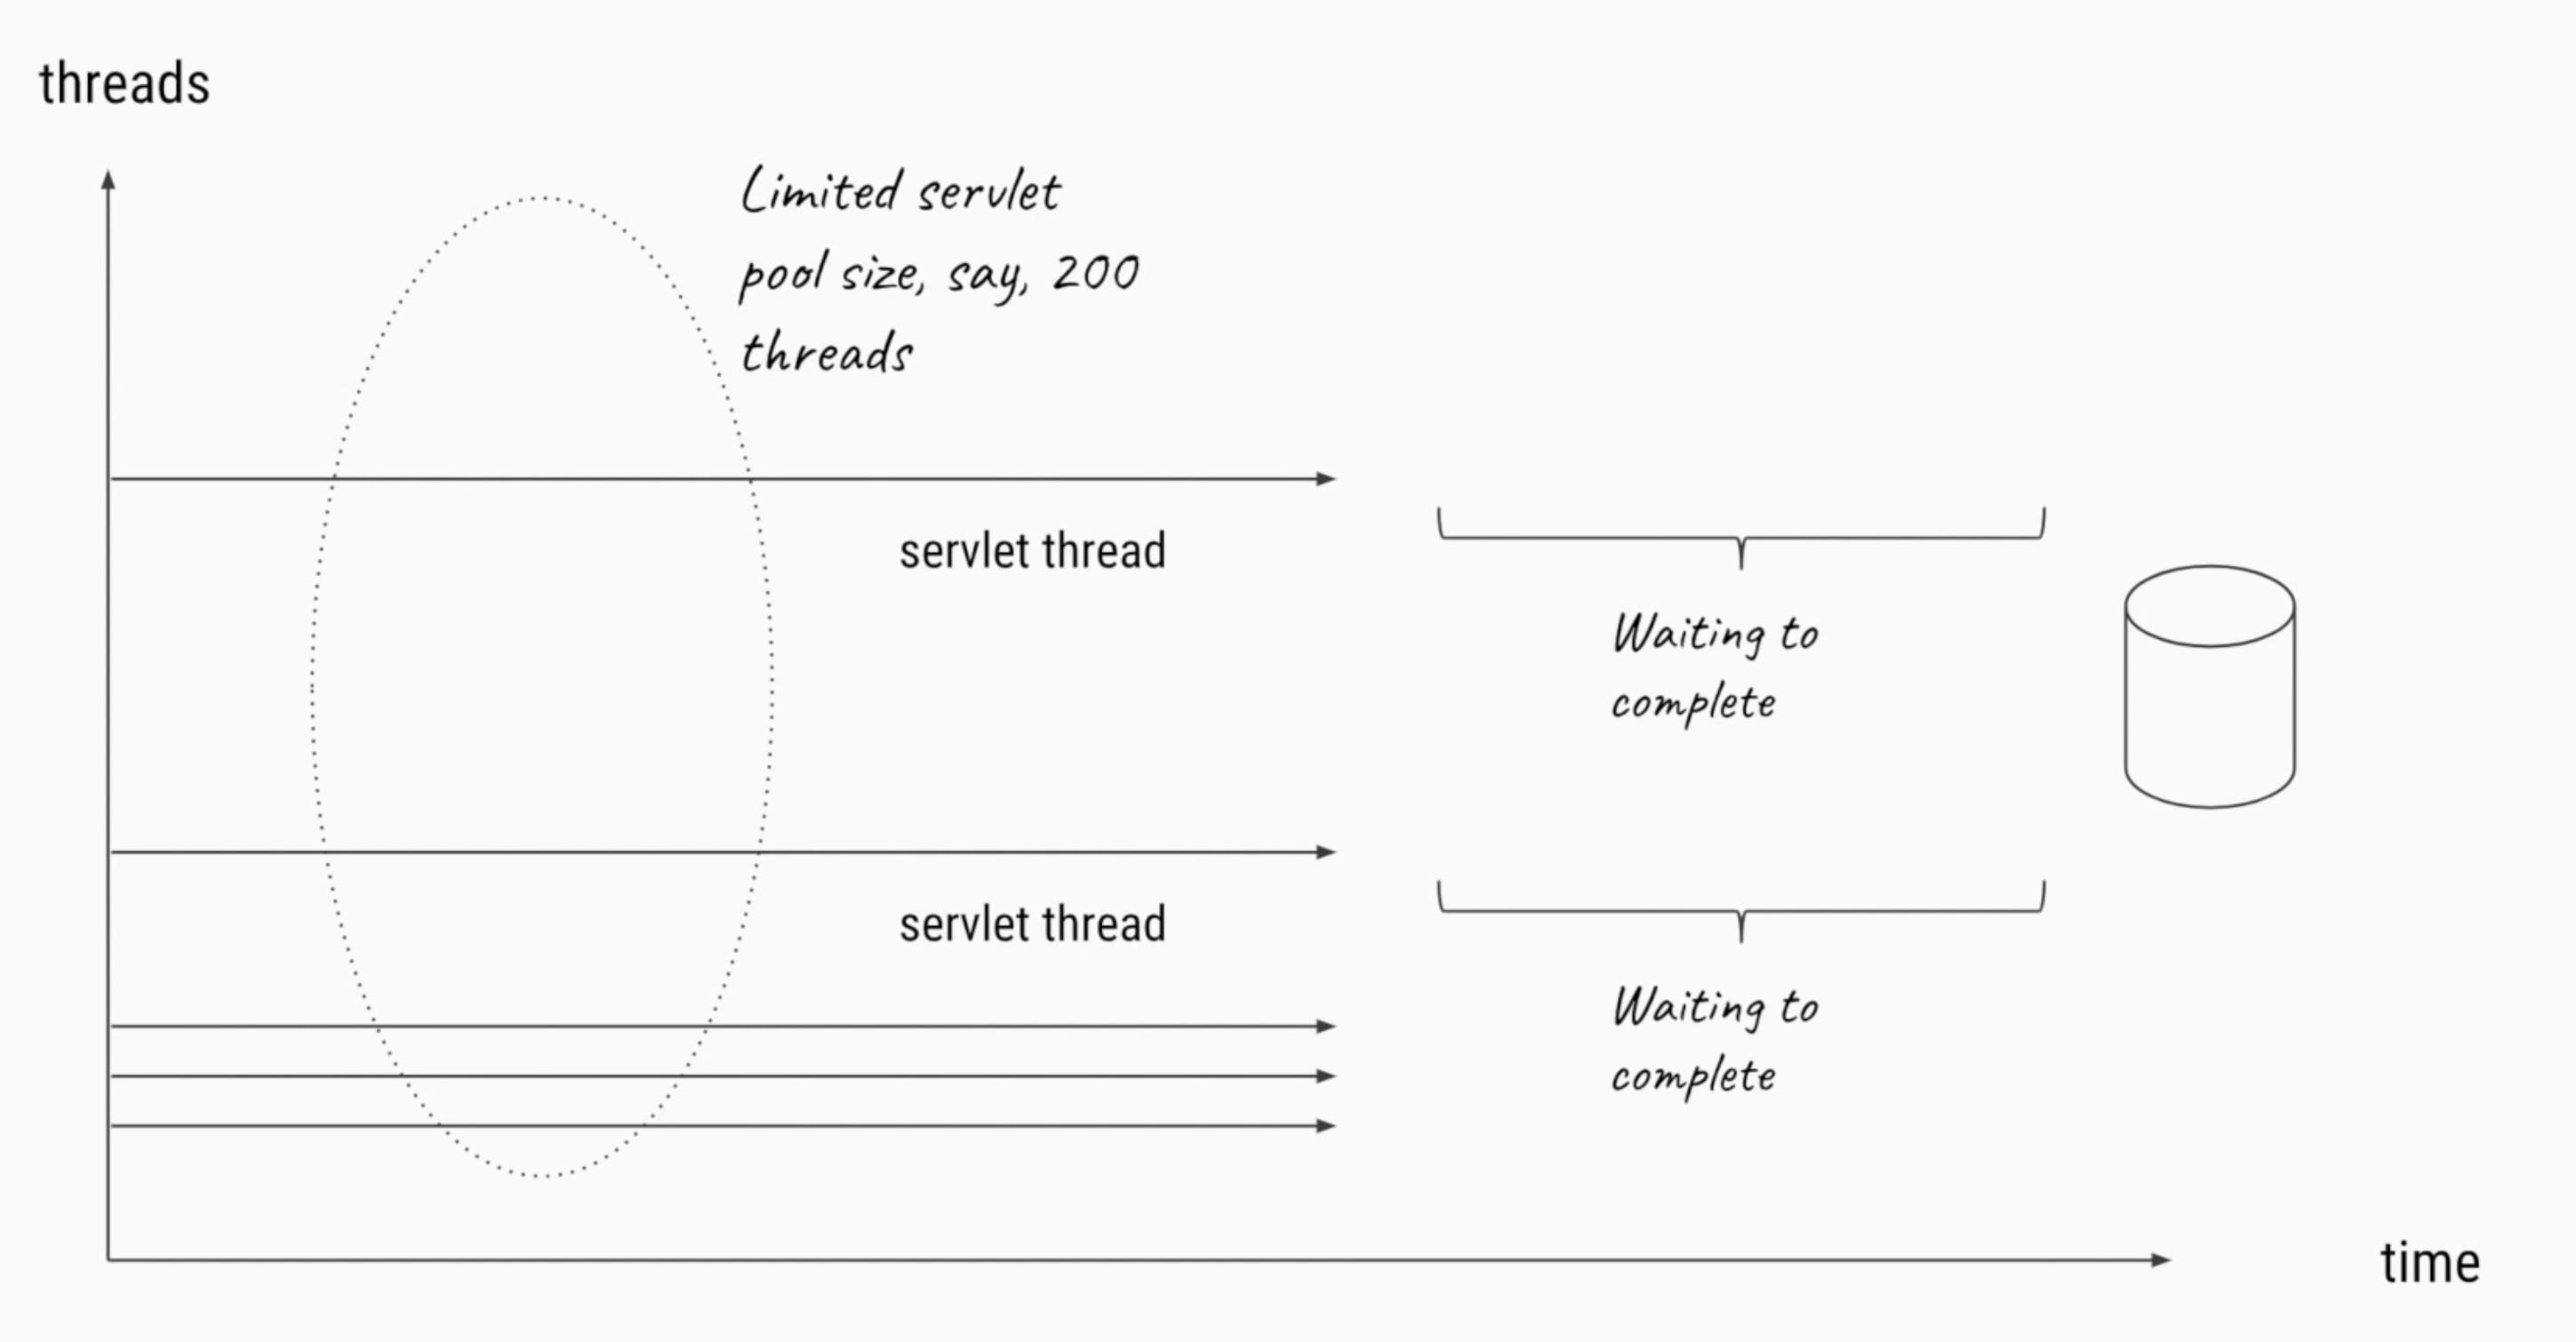 threads
Limited servlet
pool size, say, 200
threads
servlet thread
Waiting to
complete
servlet thread
Waiting to
complete
time